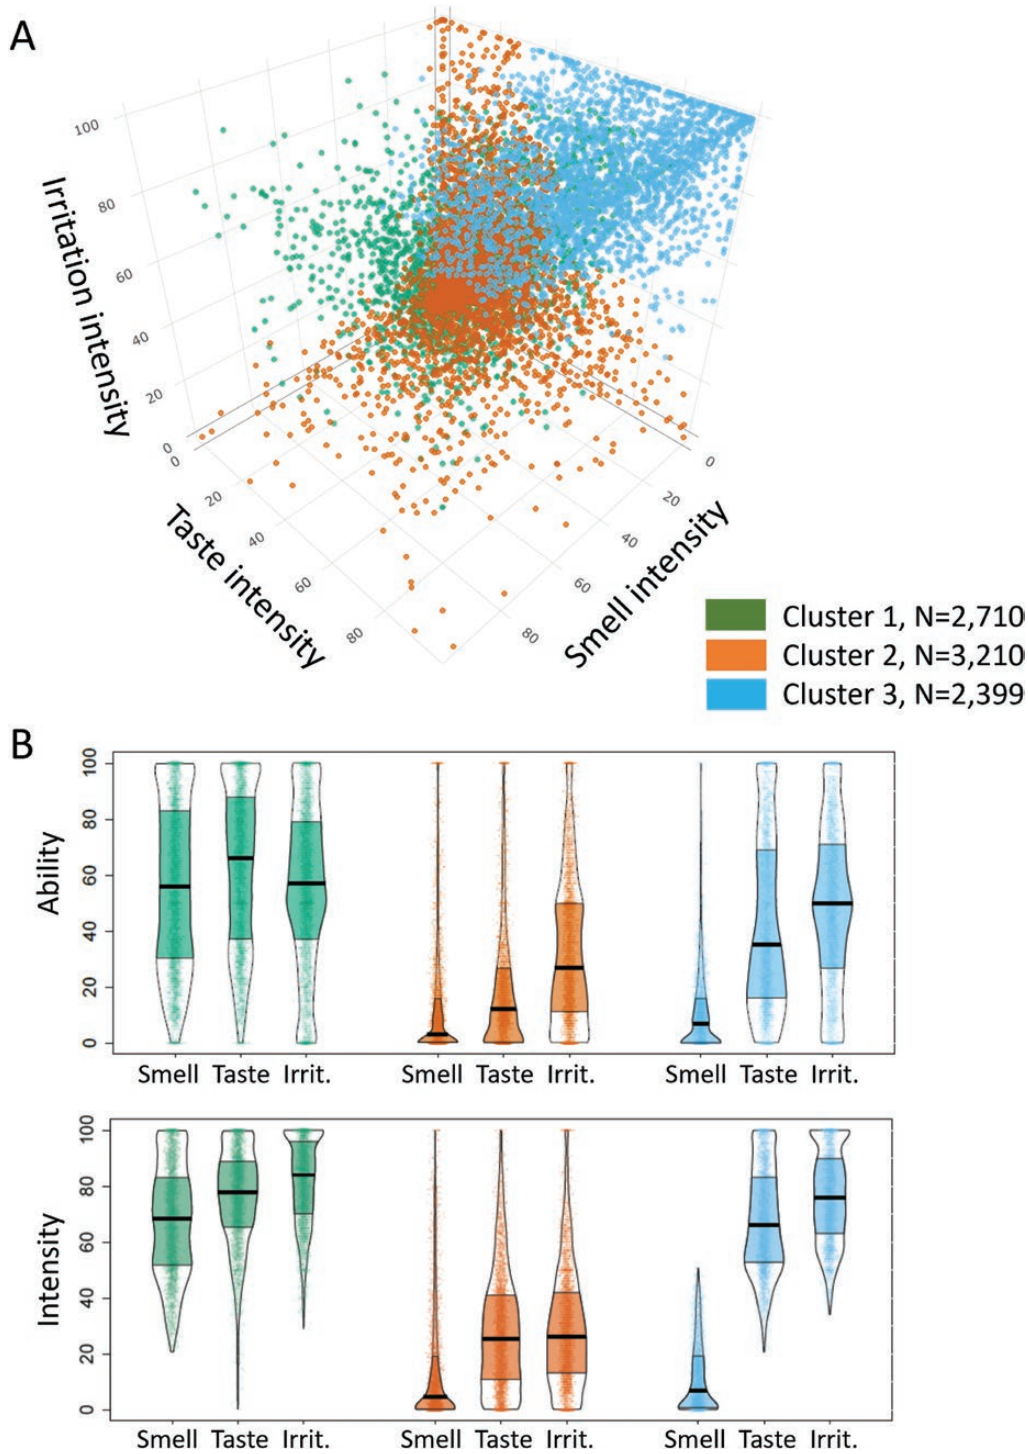 A
Irritation intensity
100
80
60
40
20
0
0
20
40
60
80
Taste intensity
0
20
40
60
80
Smell intensity
Cluster 1, N=2,710
Cluster 2, N=3,210
Cluster 3, N=2,399
B
Ability
100
80
60
40
20
0
Smell Taste Irrit. Smell Taste Irrit. Smell Taste Irrit.
Intensity
100
80
60
40
20
0
Smell Taste Irrit. Smell Taste Irrit. Smell Taste Irrit.